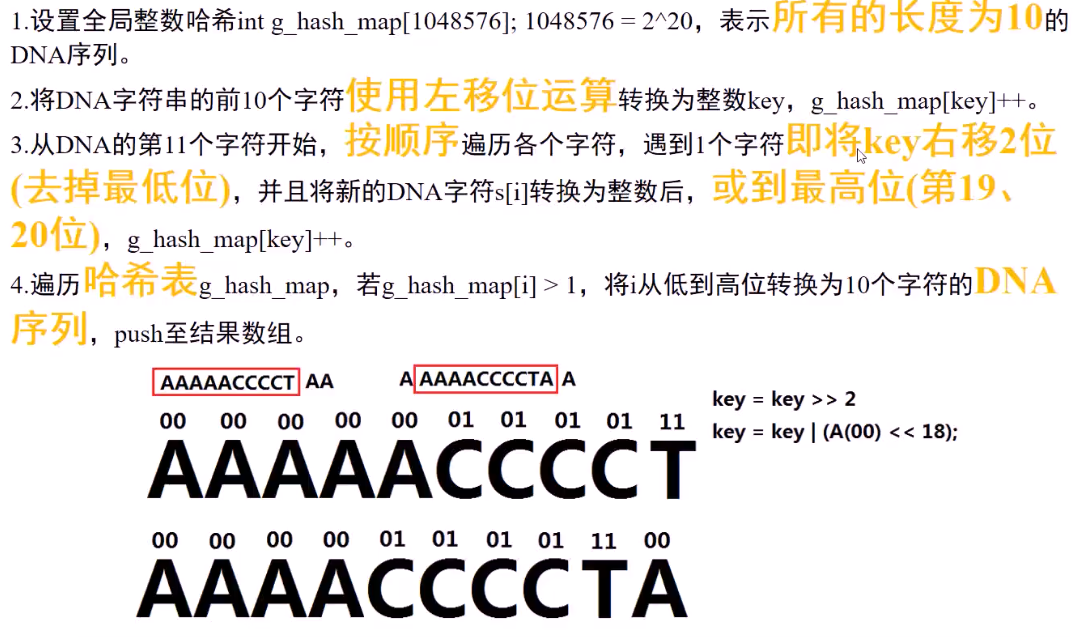 1.设置全局整数哈希int g_hash_map[1048576]; 1048576 = 2^20，表示所有的长度为10的
DNA序列。
2.将DNA字符串的前10个字符使用左移位运算转换为整数key，g_hash_map[key]++。
3.从DNA的第11个字符开始，按顺序遍历各个字符，遇到1个字符即将key右移2位
(去掉最低位)，并且将新的DNA字符s[i]转换为整数后，或到最高位(第19、
20位)，g_hash_map[key]++。
4.遍历哈希表g_hash_map，若g_hash_map[i] > 1，将i从低到高位转换为10个字符的DNA
序列，push至结果数组。
AAAAACCCCT AA
A AAAACCCCTA A
key = key >> 2
key = key | (A(00) << 18);
00 00 00 00 00 01 01 01 01 11
AAAAACCCCT
00 00 00 00 01 01 01 01 11 00
AAAACCCCTA